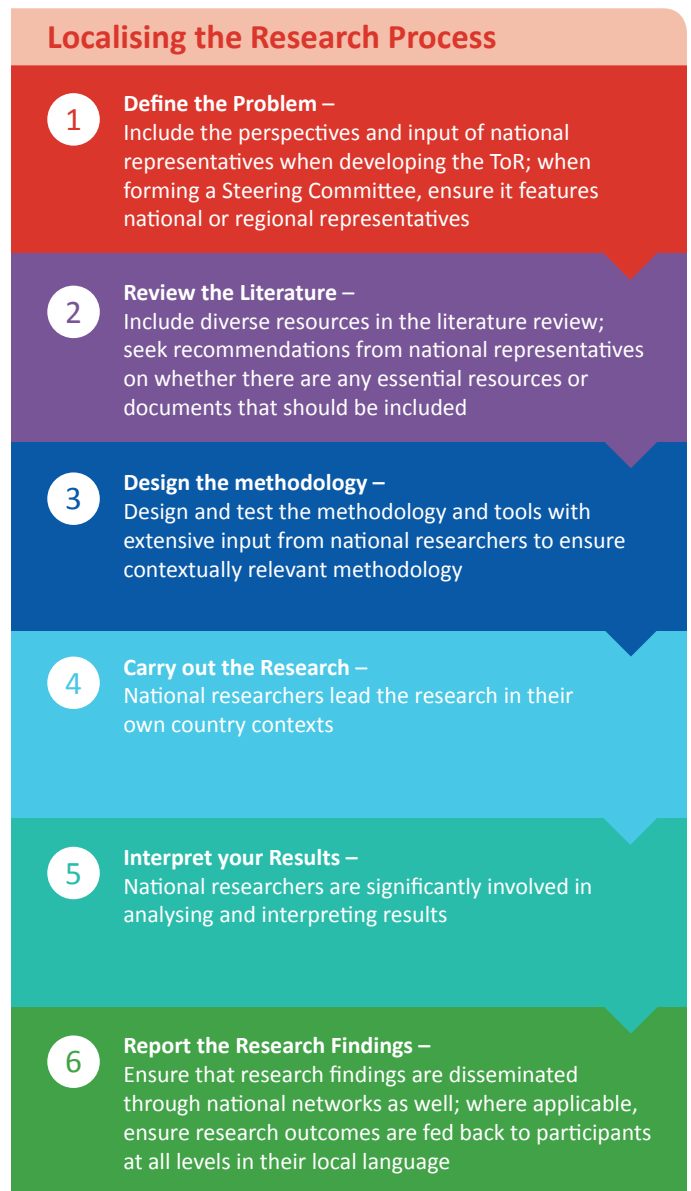 Localising the Research Process
1
Define the Problem –
Include the perspectives and input of national
representatives when developing the ToR; when
forming a Steering Committee, ensure it features
national or regional representatives
2
Review the Literature –
Include diverse resources in the literature review;
seek recommendations from national representatives
on whether there are any essential resources or
documents that should be included
3
Design the methodology –
Design and test the methodology and tools with
extensive input from national researchers to ensure
contextually relevant methodology
4
Carry out the Research –
National researchers lead the research in their
own country contexts
5
Interpret your Results –
National researchers are significantly involved in
analysing and interpreting results
6
Report the Research Findings –
Ensure that research findings are disseminated
through national networks as well; where applicable,
ensure research outcomes are fed back to participants
at all levels in their local language